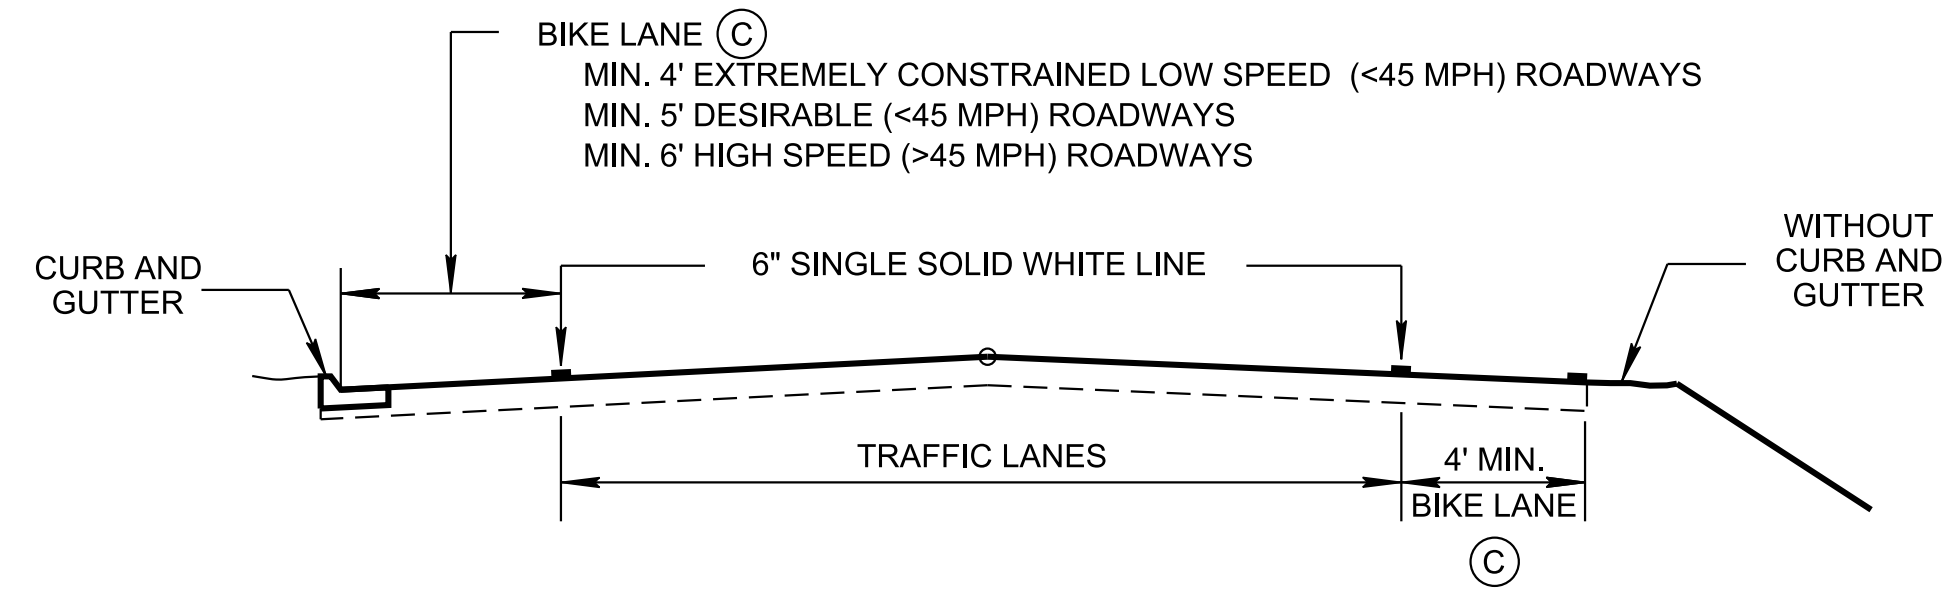 BIKE LANE C
MIN. 4' EXTREMELY CONSTRAINED LOW SPEED (<45 MPH) ROADWAYS
MIN. 5' DESIRABLE (<45 MPH) ROADWAYS
MIN. 6' HIGH SPEED (>45 MPH) ROADWAYS
CURB AND
GUTTER
6" SINGLE SOLID WHITE LINE
WITHOUT
CURB AND
GUTTER
TRAFFIC LANES
4' MIN.
BIKE LANE
C